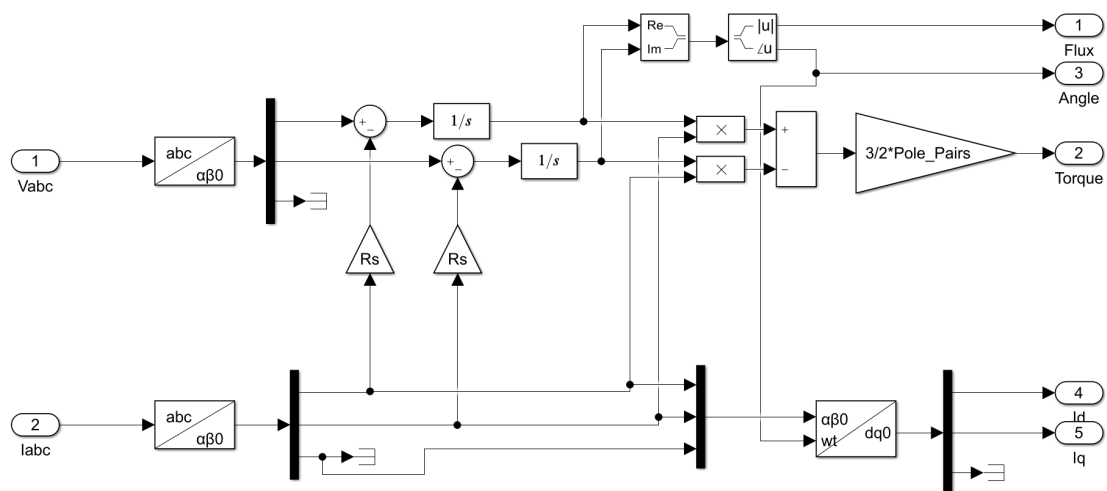 Re
Im
|u|
∠u
1
Flux
3
Angle
+
−
1/s
×
+
−
3/2*Pole_Pairs
2
Torque
1
Vabc
abc
αβ0
+
−
1/s
×
Rs
Rs
2
Iabc
abc
αβ0
αβ0
wt
dq0
4
Id
5
Iq